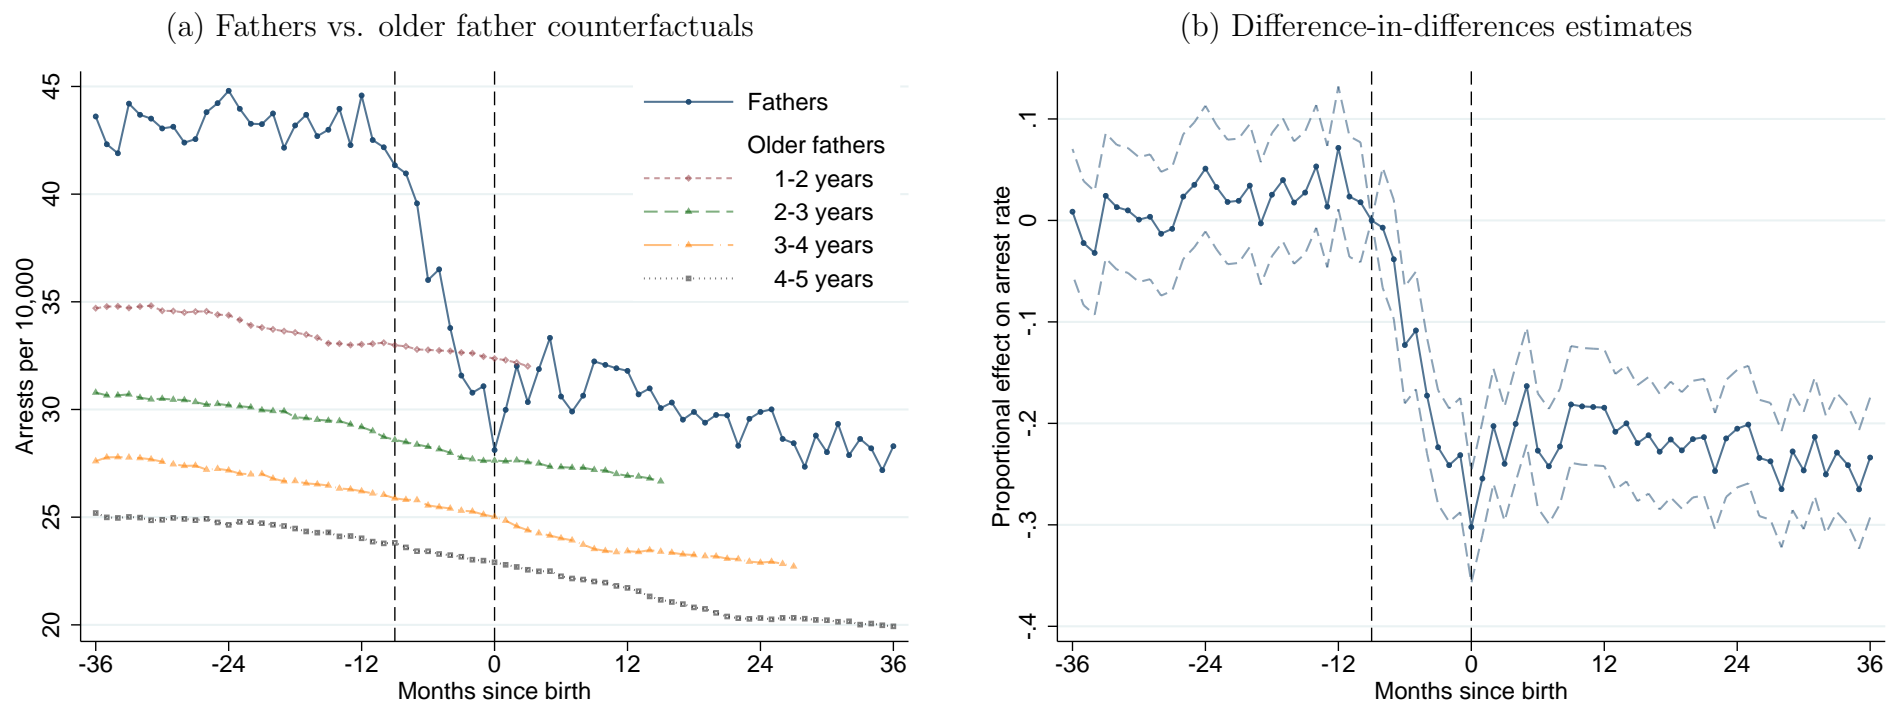 (a) Fathers vs. older father counterfactuals
Arrests per 10,000
45
40
35
30
25
20
Fathers
Older fathers
1-2 years
2-3 years
3-4 years
4-5 years
-36 -24 -12 0 12 24 36
Months since birth
(b) Difference-in-differences estimates
Proportional effect on arrest rate
.1
0
-.1
-.2
-.3
-.4
-36 -24 -12 0 12 24 36
Months since birth